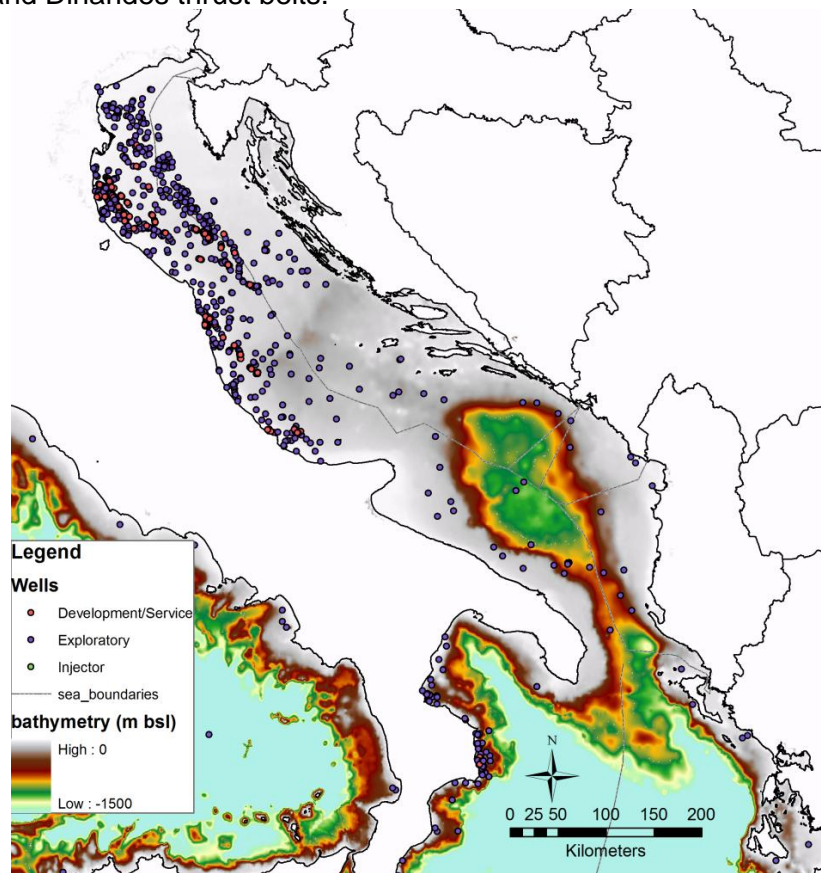 and Dinarides thrust belts.
Legend
Wells
Development/Service
Exploratory
Injector
sea_boundaries
bathymetry (m bsl)
High : 0
Low : -1500
N
0 25 50 100 150 200
Kilometers